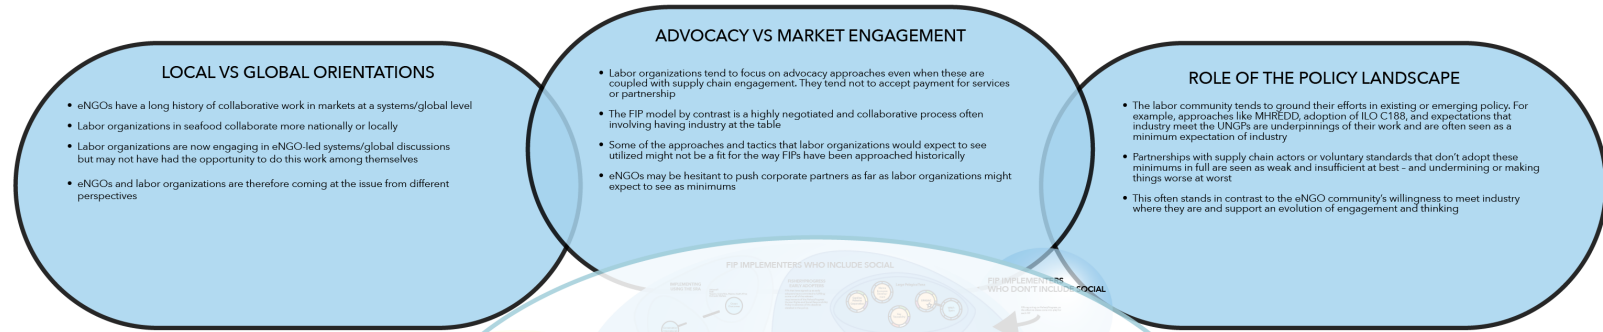 LOCAL VS GLOBAL ORIENTATIONS
• eNGOs have a long history of collaborative work in markets at a systems/global level
• Labor organizations in seafood collaborate more nationally or locally
• Labor organizations are now engaging in eNGO-led systems/global discussions
but may not have had the opportunity to do this work among themselves
• eNGOs and labor organizations are therefore coming at the issue from different
perspectives
ADVOCACY VS MARKET ENGAGEMENT
• Labor organizations tend to focus on advocacy approaches even when these are
coupled with supply chain engagement. They tend not to accept payment for services
or partnership
• The FIP model by contrast is a highly negotiated and collaborative process often
involving having industry at the table
• Some of the approaches and tactics that labor organizations would expect to see
utilized might not be a fit for the way FIPs have been approached historically
• eNGOs may be hesitant to push corporate partners as far as labor organizations might
expect to see as minimums
ROLE OF THE POLICY LANDSCAPE
• The labor community tends to ground their efforts in existing or emerging policy. For
example, approaches like MHREDD, adoption of ILO C188, and expectations that
industry meet the UNGPs are underpinnings of their work and are often seen as a
minimum expectation of industry
• Partnerships with supply chain actors or voluntary standards that don't adopt these
minimums in full are seen as weak and insufficient at best – and undermining or making
things worse at worst
• This often stands in contrast to the eNGO community's willingness to meet industry
where they are and support an evolution of engagement and thinking
FIP IMPLEMENTERS WHO INCLUDE SOCIAL
FIP IMPLEMENTERS
WHO DON'T INCLUDE SOCIAL